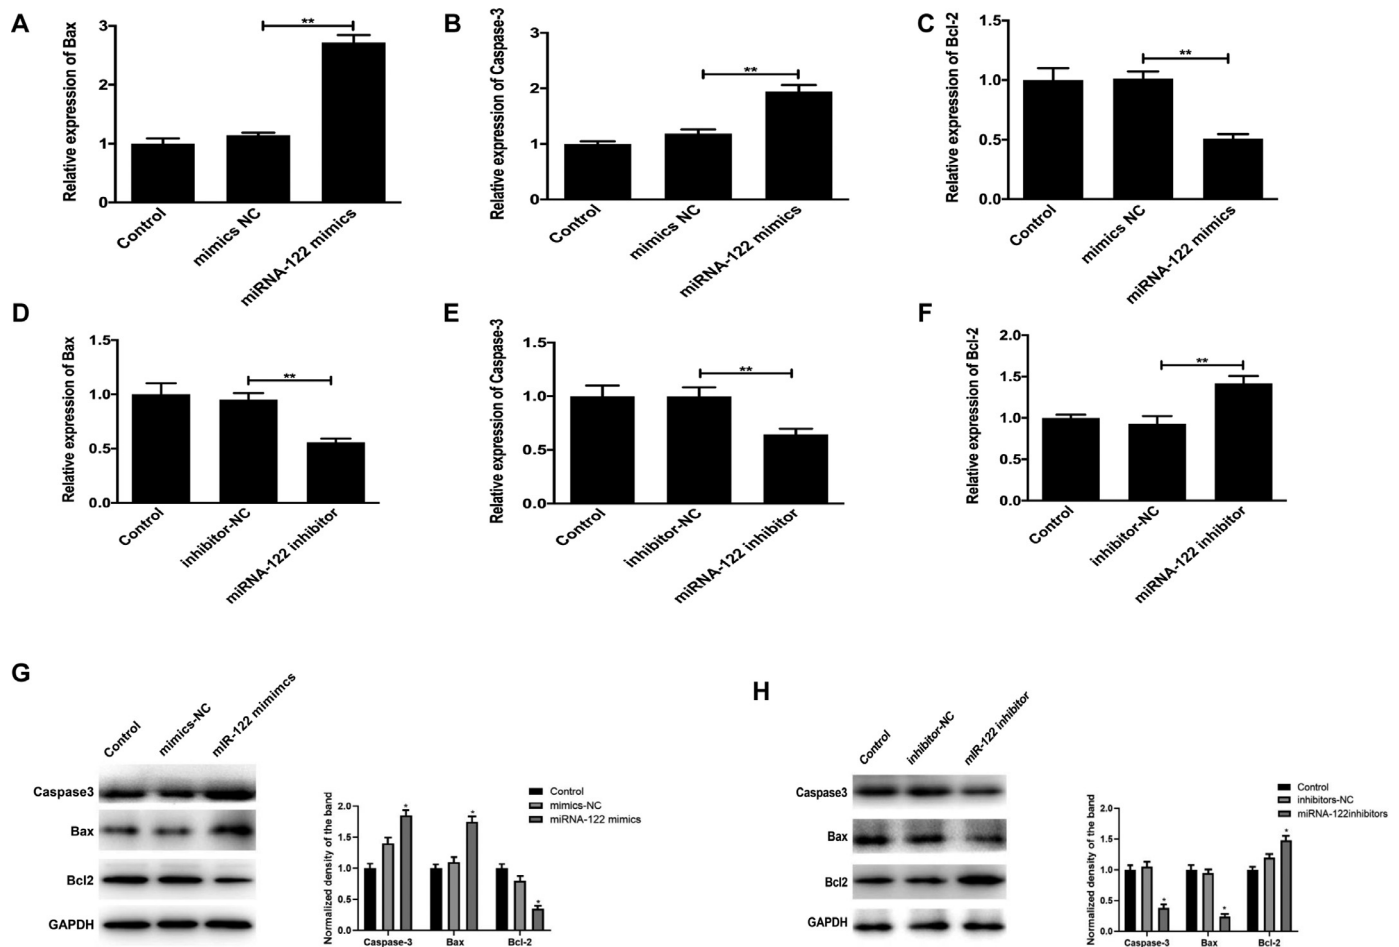 A
Relative expression of Bax
3
2
1
0
**
Control
mimics NC
miRNA-122 mimics
B
Relative expression of Caspase-3
3
2
1
0
**
Control
mimics NC
miRNA-122 mimics
C
Relative expression of Bcl-2
1.5
1.0
0.5
0.0
**
Control
mimics NC
miRNA-122 mimics
D
Relative expression of Bax
1.5
1.0
0.5
0.0
**
Control
inhibitor-NC
miRNA-122 inhibitor
E
Relative expression of Caspase-3
1.5
1.0
0.5
0.0
**
Control
inhibitor-NC
miRNA-122 inhibitor
F
Relative expression of Bcl-2
2.0
1.5
1.0
0.5
0.0
**
Control
inhibitor-NC
miRNA-122 inhibitor
G
Control
mimics-NC
mIR-122 mimimcs
Caspase3
Bax
Bcl2
GAPDH
Normalized density of the band
2.0
1.5
1.0
0.5
0.0
*
*
*
Caspase-3
Bax
Bcl-2
Control
mimics-NC
miRNA-122 mimics
H
Control
inhibitor-NC
mIR-122 inhibitor
Caspase3
Bax
Bcl2
GAPDH
Normalized density of the band
2.0
1.5
1.0
0.5
0.0
*
*
*
Caspase-3
Bax
Bcl-2
Control
inhibitors-NC
miRNA-122inhibitors